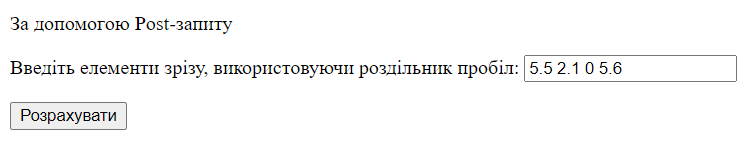 За допомогою Post-запиту
Введіть елементи зрізу, використовуючи роздільник пробіл: 5.5 2.1 0 5.6
Розрахувати